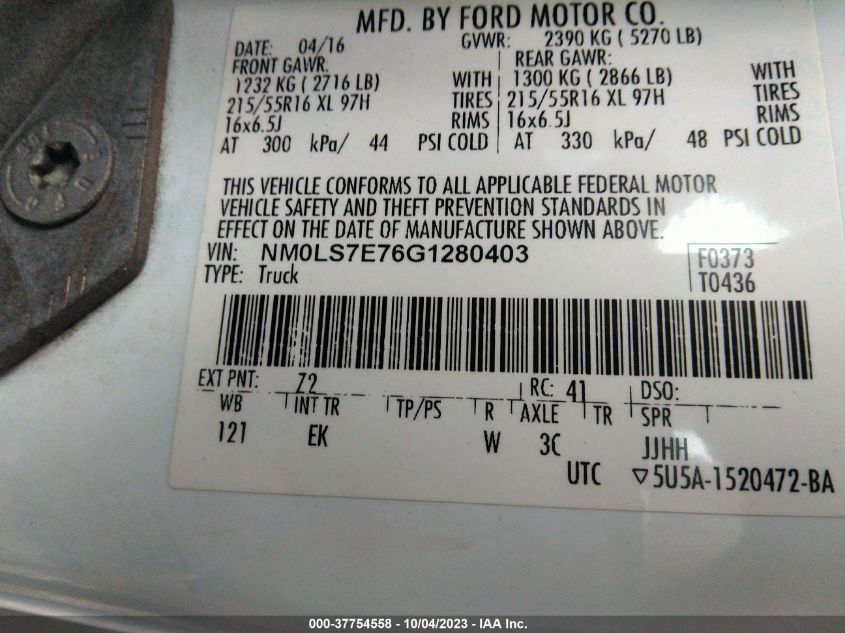 MFD. BY FORD MOTOR CO.
DATE: 04/16 GVWR: 2390 KG ( 5270 LB)
FRONT GAWR: REAR GAWR:
1232 KG ( 2716 LB) WITH 1300 KG ( 2866 LB) WITH
215/55R16 XL 97H TIRES 215/55R16 XL 97H TIRES
16x6.5J RIMS 16x6.5J RIMS
AT 300 kPa/ 44 PSI COLD AT 330 kPa/ 48 PSI COLD
THIS VEHICLE CONFORMS TO ALL APPLICABLE FEDERAL MOTOR
VEHICLE SAFETY AND THEFT PREVENTION STANDARDS IN
EFFECT ON THE DATE OF MANUFACTURE SHOWN ABOVE.
VIN: NM0LS7E76G1280403 F0373
TYPE: Truck T0436
EXT PNT: Z2 RC: 41 DSO:
WB INT TR TP/PS R AXLE TR SPR
121 EK W 3C JJHH
UTC ▽5U5A-1520472-BA
000-37754558 - 10/04/2023 - IAA Inc.